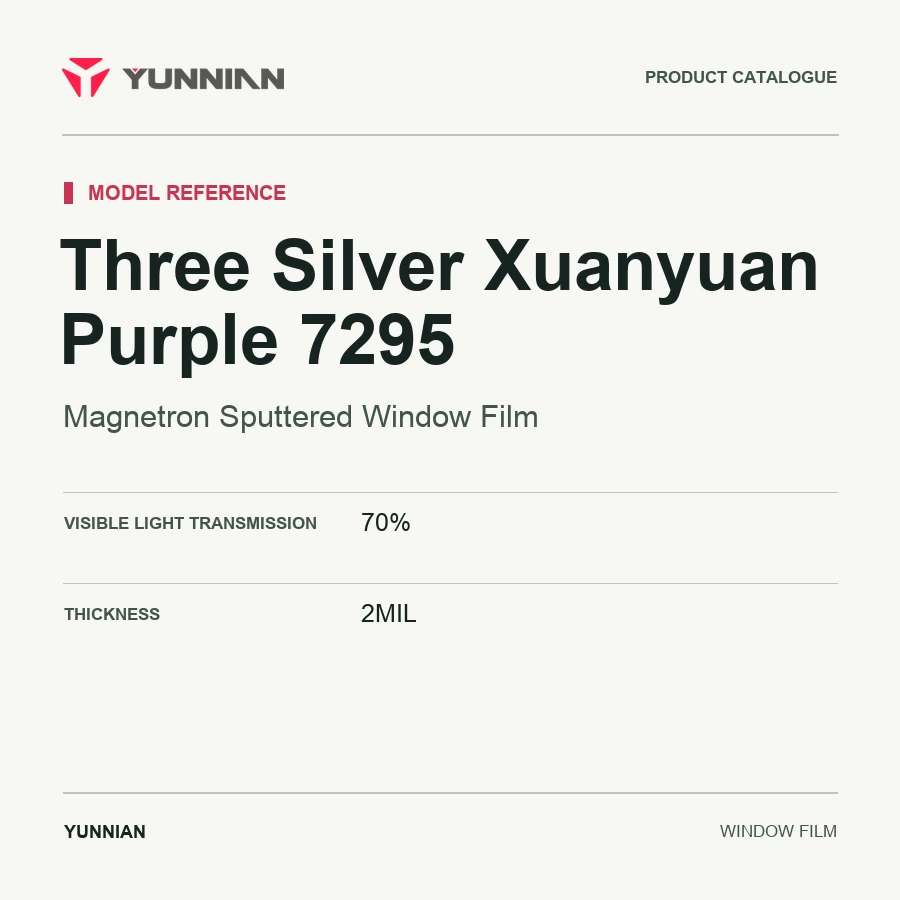 YUNNIAN
PRODUCT CATALOGUE
MODEL REFERENCE
Three Silver Xuanyuan
Purple 7295
Magnetron Sputtered Window Film
VISIBLE LIGHT TRANSMISSION 70%
THICKNESS 2MIL
YUNNIAN
WINDOW FILM